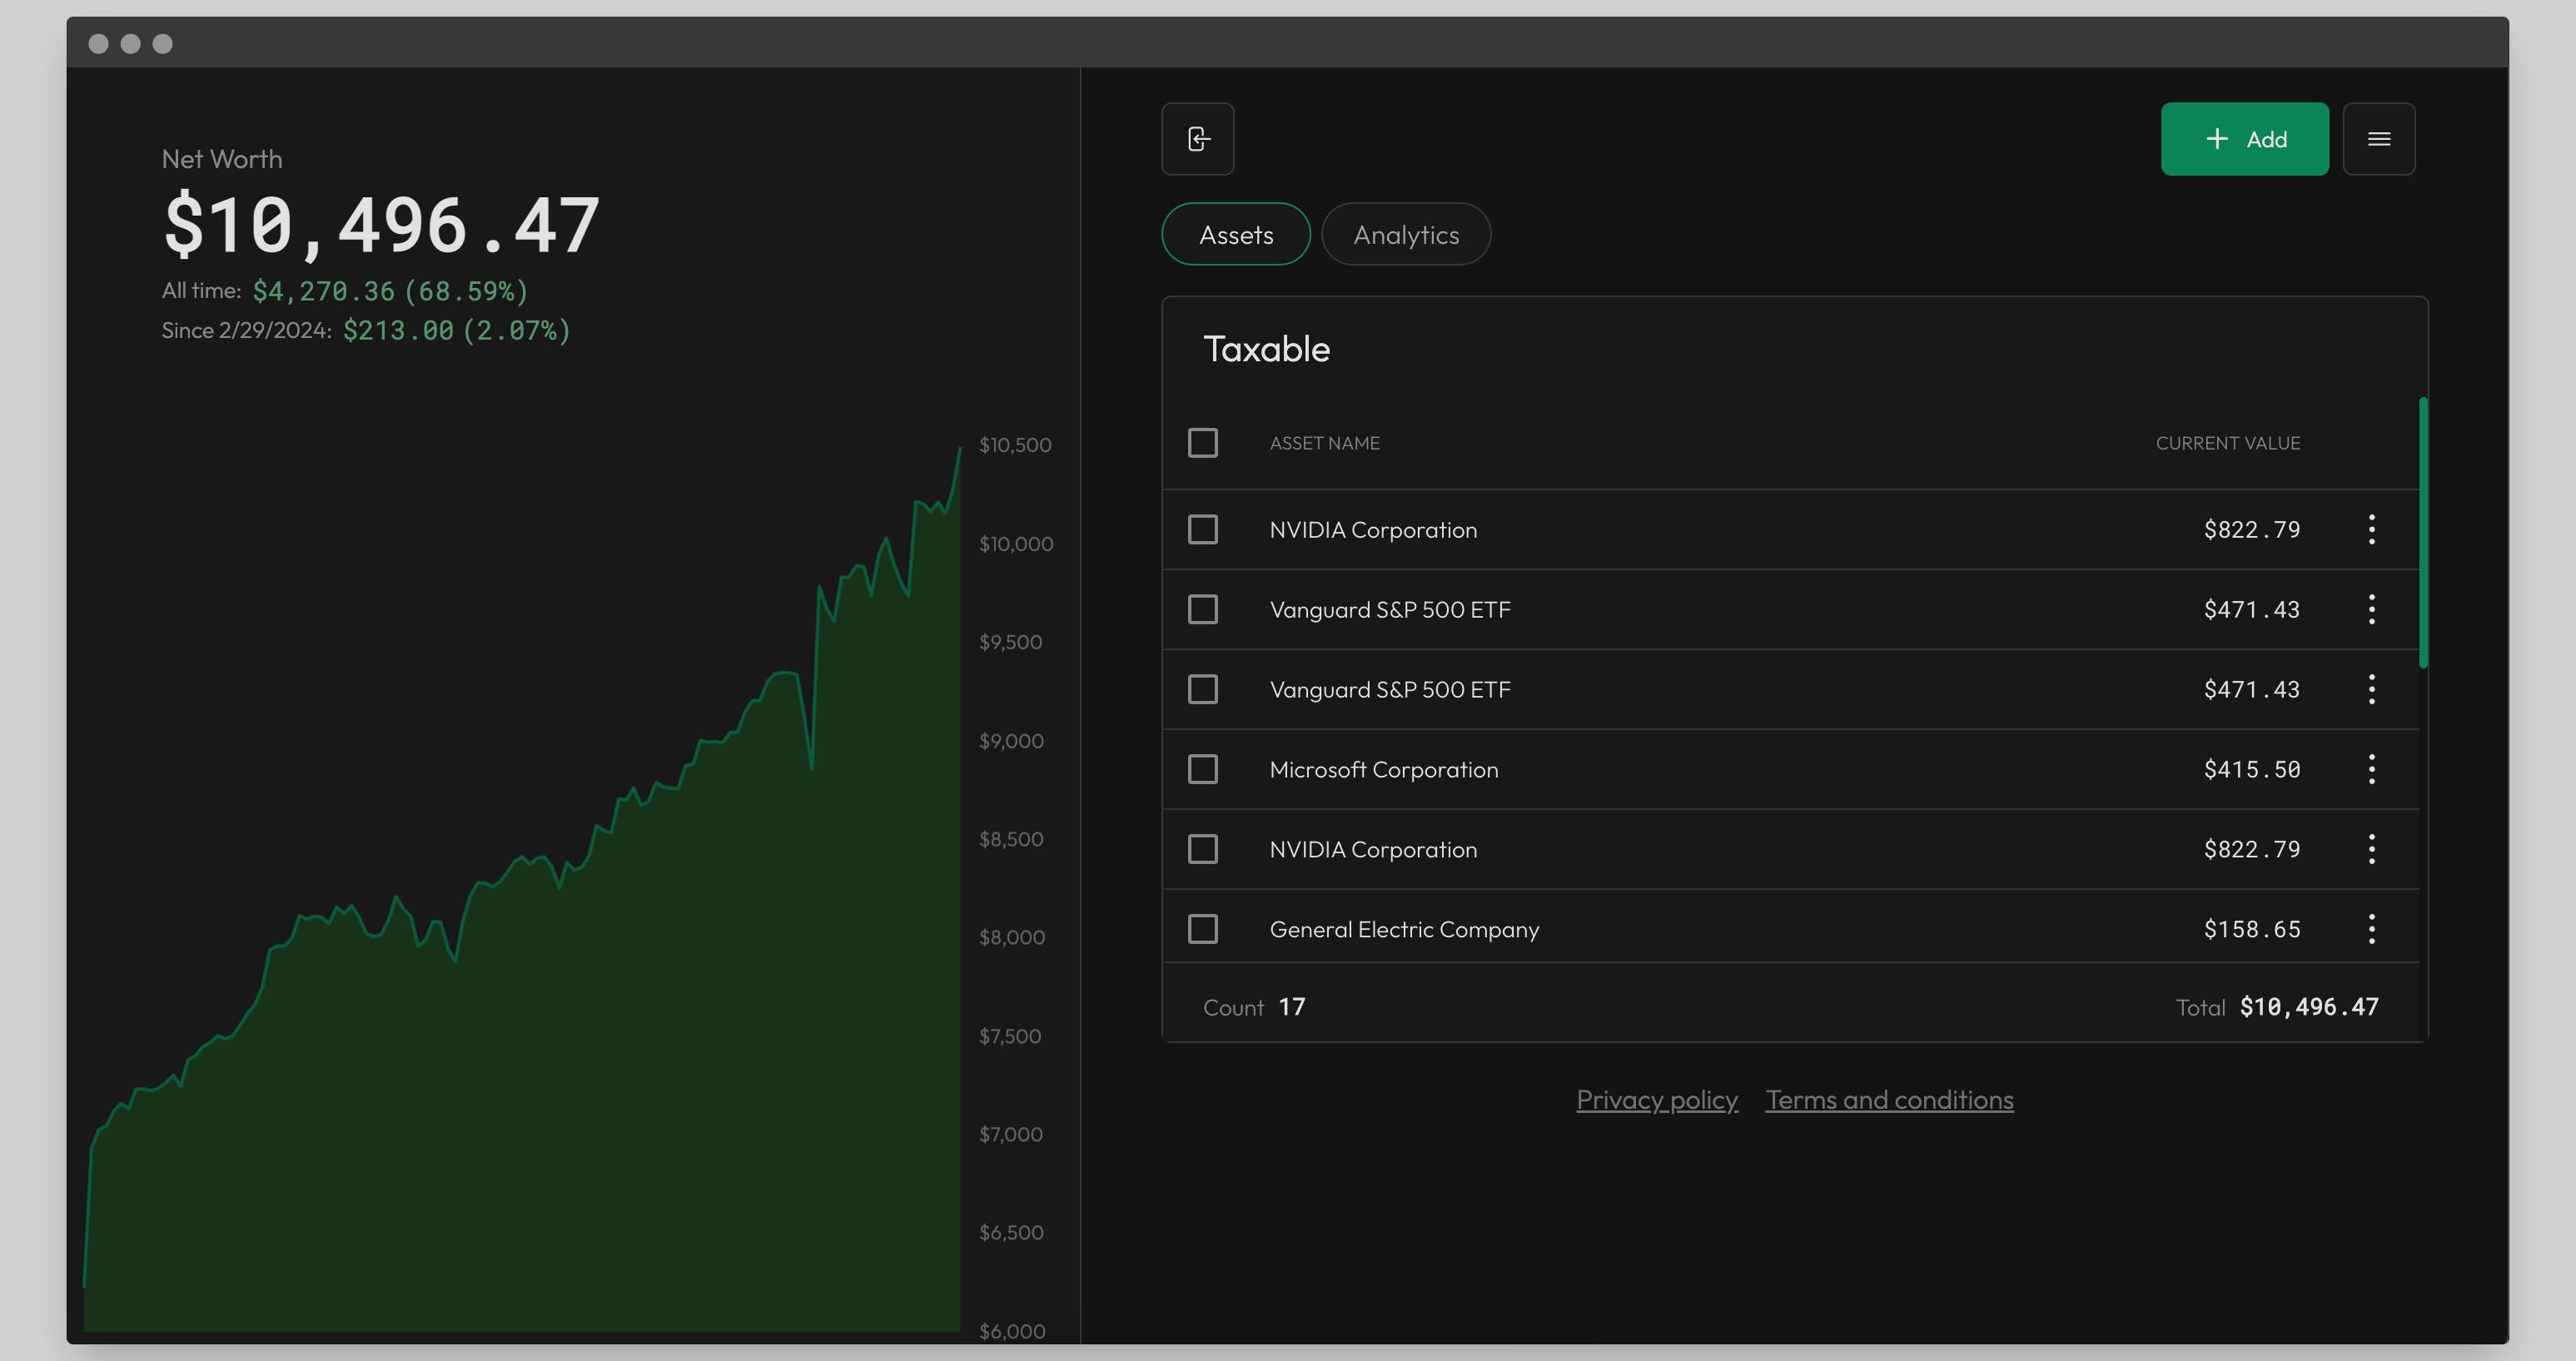 Net Worth
$10,496.47
All time: $4,270.36 (68.59%)
Since 2/29/2024: $213.00 (2.07%)
$10,500
$10,000
$9,500
$9,000
$8,500
$8,000
$7,500
$7,000
$6,500
$6,000
Add
Assets Analytics
Taxable
ASSET NAME CURRENT VALUE
NVIDIA Corporation $822.79
Vanguard S&P 500 ETF $471.43
Vanguard S&P 500 ETF $471.43
Microsoft Corporation $415.50
NVIDIA Corporation $822.79
General Electric Company $158.65
Count 17 Total $10,496.47
Privacy policy Terms and conditions